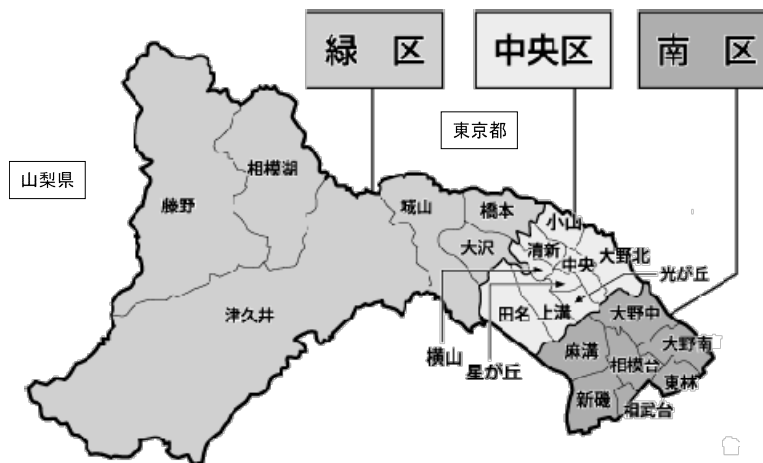 緑 区
中央区
南 区
東京都
山梨県
相模湖
藤野
城山
橋本
小山
大沢
清新
中央
大野北
光が丘
津久井
田名
上溝
大野中
横山
星が丘
麻溝
大野南
相模台
東林
新磯
相武台